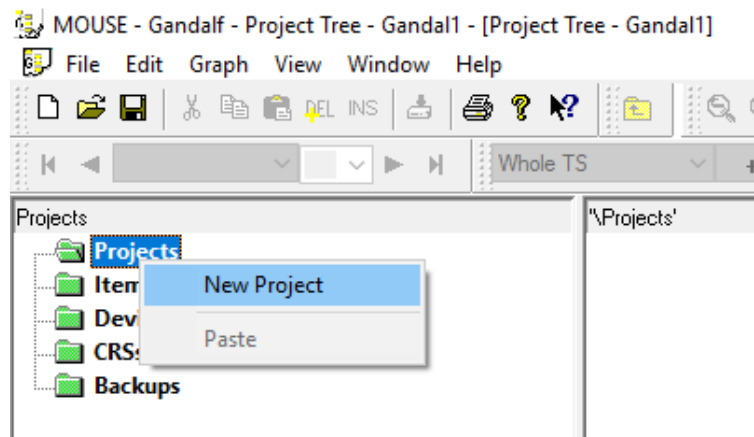 MOUSE - Gandalf - Project Tree - Gandal1 - [Project Tree - Gandal1]
File Edit Graph View Window Help
DEL INS
Whole TS
Projects '\Projects'
Projects
New Project
Paste
Backups